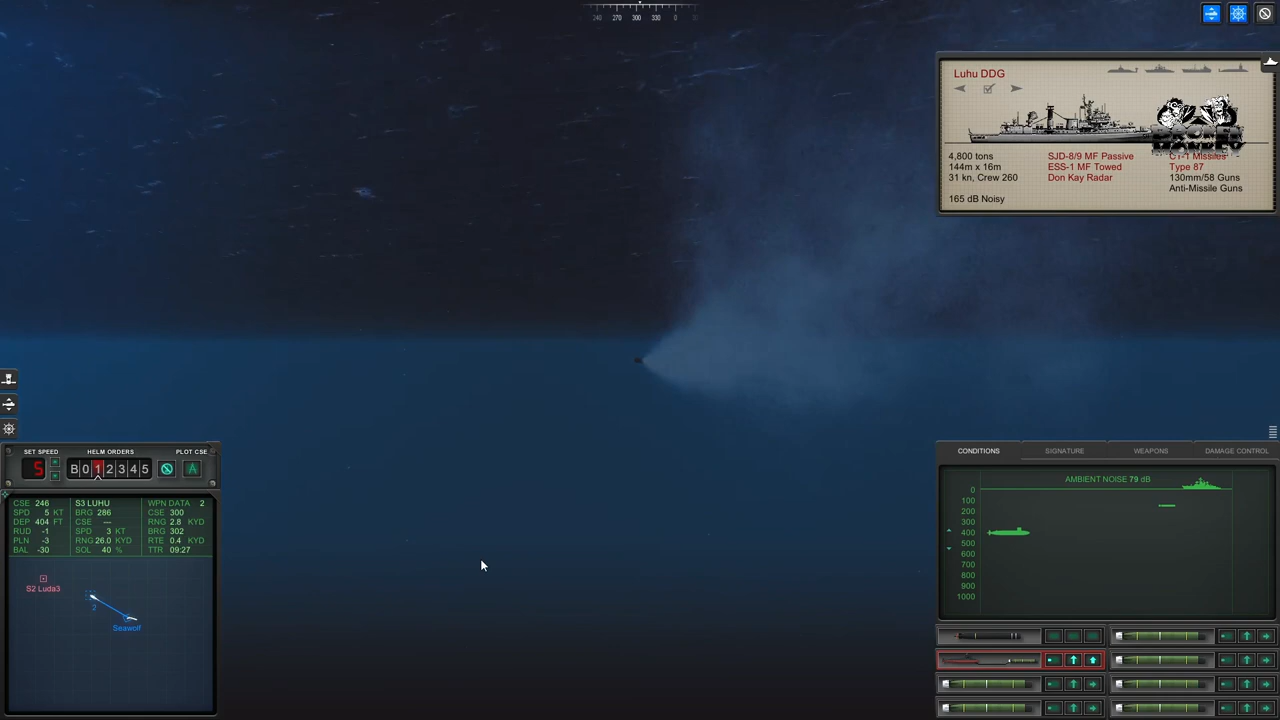 240 270 300 330 0
Luhu DDG
4,800 tons SJD-8/9 MF Passive CY-1 Missiles
144m x 16m ESS-1 MF Towed Type 87
31 kn, Crew 260 Don Kay Radar 130mm/58 Guns
Anti-Missile Guns
165 dB Noisy
SET SPEED HELM ORDERS PLOT CSE
5 B 0 1 2 3 4 5 A
CSE 246 S3 LUHU WPN DATA 2
SPD 5 KT BRG 286 CSE 300
DEP 404 FT CSE --- RNG 2.8 KYD
RUD -1 SPD 3 KT BRG 302
PLN -3 RNG 26.0 KYD RTE 0.4 KYD
BAL -30 SOL 40 % TTR 09:27
S2 Luda3
2
Seawolf
CONDITIONS SIGNATURE WEAPONS DAMAGE CONTROL
AMBIENT NOISE 79 dB
0
100
200
300
400
500
600
700
800
900
1000